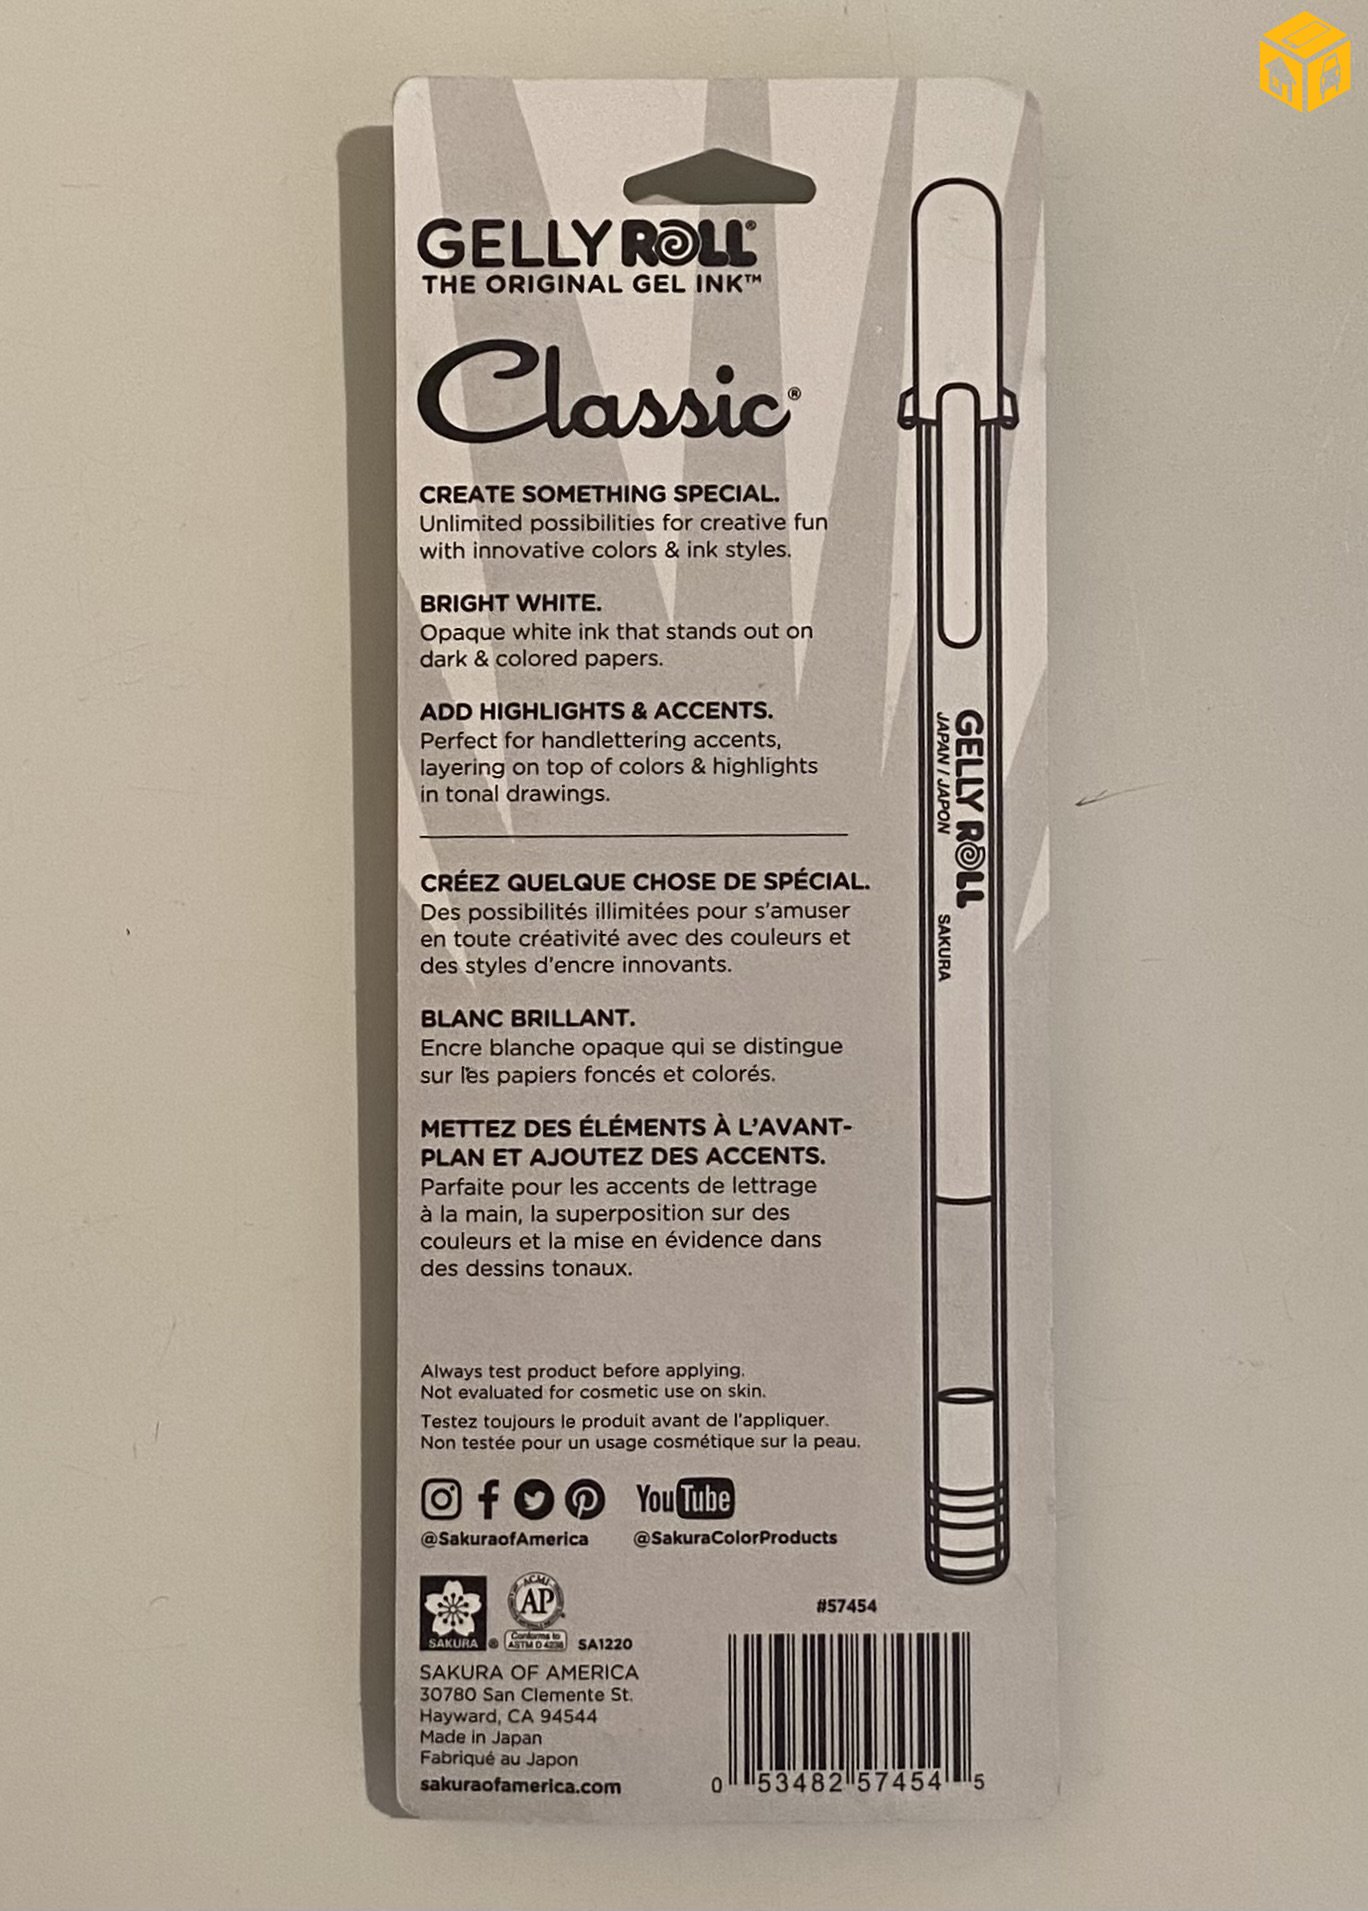 GELLY ROLL®
THE ORIGINAL GEL INK™
Classic®
CREATE SOMETHING SPECIAL.
Unlimited possibilities for creative fun
with innovative colors & ink styles.
BRIGHT WHITE.
Opaque white ink that stands out on
dark & colored papers.
ADD HIGHLIGHTS & ACCENTS.
Perfect for handlettering accents,
layering on top of colors & highlights
in tonal drawings.
CRÉEZ QUELQUE CHOSE DE SPÉCIAL.
Des possibilités illimitées pour s'amuser
en toute créativité avec des couleurs et
des styles d'encre innovants.
BLANC BRILLANT.
Encre blanche opaque qui se distingue
sur les papiers foncés et colorés.
METTEZ DES ÉLÉMENTS À L'AVANT-
PLAN ET AJOUTEZ DES ACCENTS.
Parfaite pour les accents de lettrage
à la main, la superposition sur des
couleurs et la mise en évidence dans
des dessins tonaux.
Always test product before applying.
Not evaluated for cosmetic use on skin.
Testez toujours le produit avant de l'appliquer.
Non testée pour un usage cosmétique sur la peau.
YouTube
@SakuraofAmerica @SakuraColorProducts
ACMI
AP
Conforms to
ASTM D 4236
SAKURA ® SA1220
SAKURA OF AMERICA
30780 San Clemente St.
Hayward, CA 94544
Made in Japan
Fabriqué au Japon
sakuraofamerica.com
#57454
0 53482 57454 5
GELLY ROLL
JAPAN / JAPON SAKURA